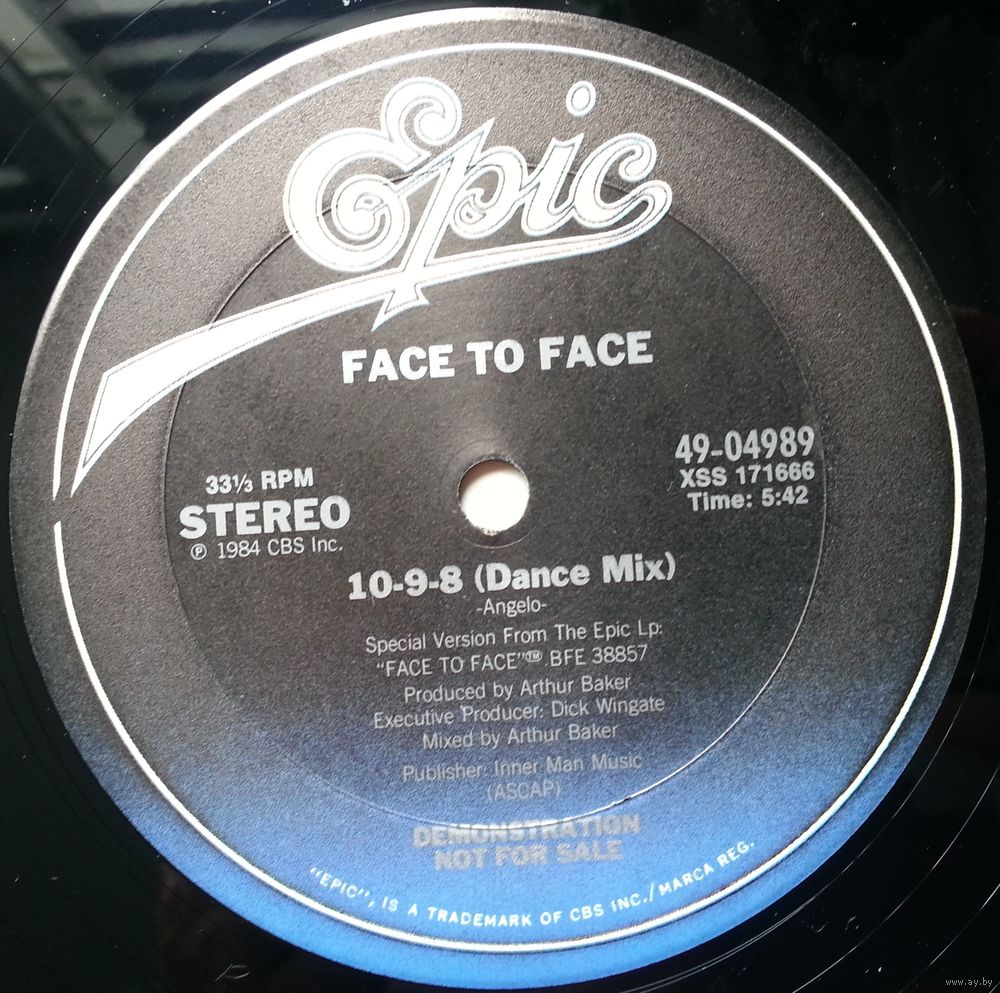 Epic
FACE TO FACE
33⅓ RPM
STEREO
℗ 1984 CBS Inc.
49-04989
XSS 171666
Time: 5:42
10-9-8 (Dance Mix)
-Angelo-
Special Version From The Epic Lp:
"FACE TO FACE"™ BFE 38857
Produced by Arthur Baker
Executive Producer: Dick Wingate
Mixed by Arthur Baker
Publisher: Inner Man Music
(ASCAP)
DEMONSTRATION
NOT FOR SALE
"EPIC", IS A TRADEMARK OF CBS INC./MARCA REG.
www.ay.by